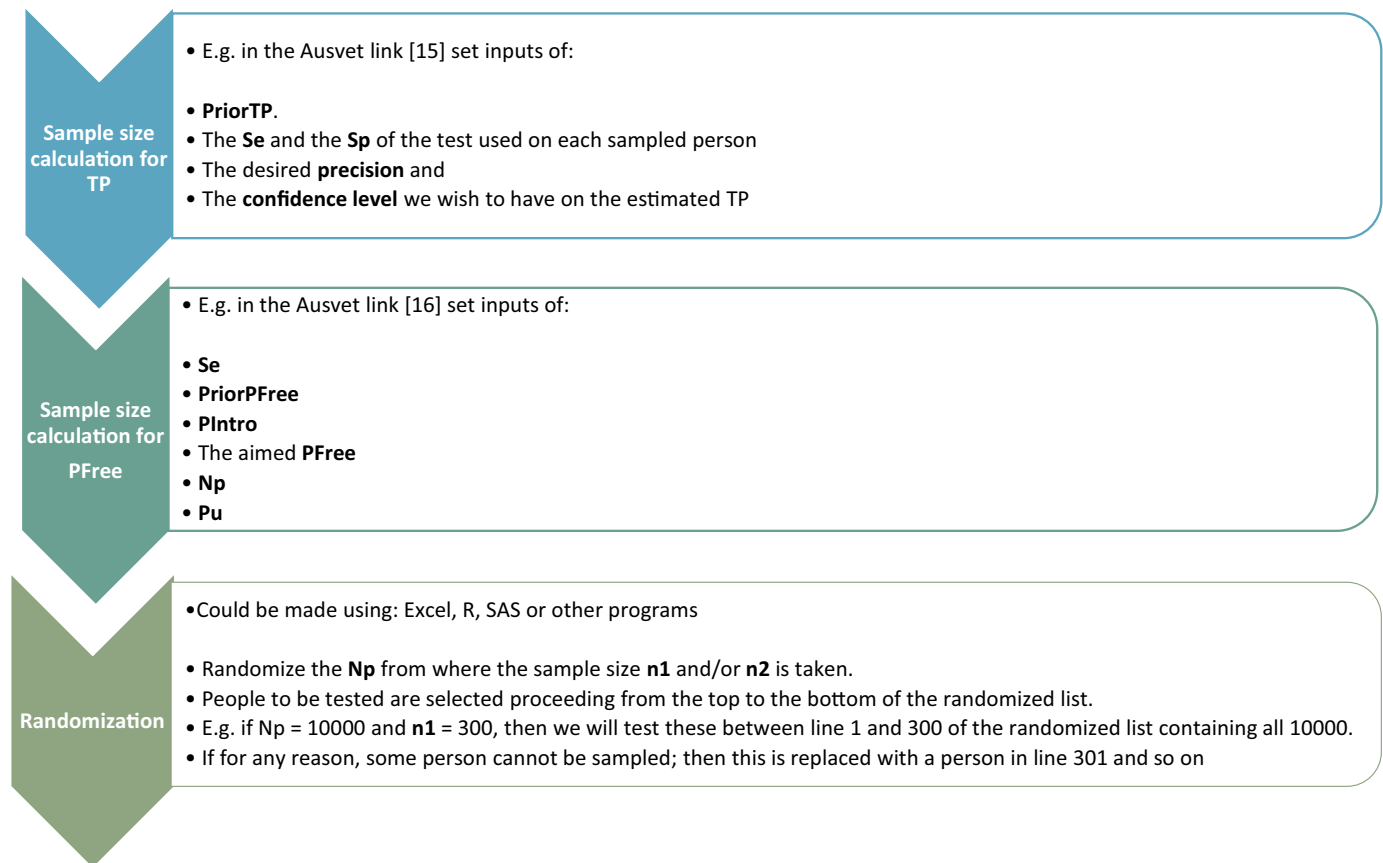 Sample size
calculation for
TP
• E.g. in the Ausvet link [15] set inputs of:
• PriorTP.
• The Se and the Sp of the test used on each sampled person
• The desired precision and
• The confidence level we wish to have on the estimated TP
Sample size
calculation for
PFree
• E.g. in the Ausvet link [16] set inputs of:
• Se
• PriorPFree
• PIntro
• The aimed PFree
• Np
• Pu
Randomization
•Could be made using: Excel, R, SAS or other programs
• Randomize the Np from where the sample size n1 and/or n2 is taken.
• People to be tested are selected proceeding from the top to the bottom of the randomized list.
• E.g. if Np = 10000 and n1 = 300, then we will test these between line 1 and 300 of the randomized list containing all 10000.
• If for any reason, some person cannot be sampled; then this is replaced with a person in line 301 and so on